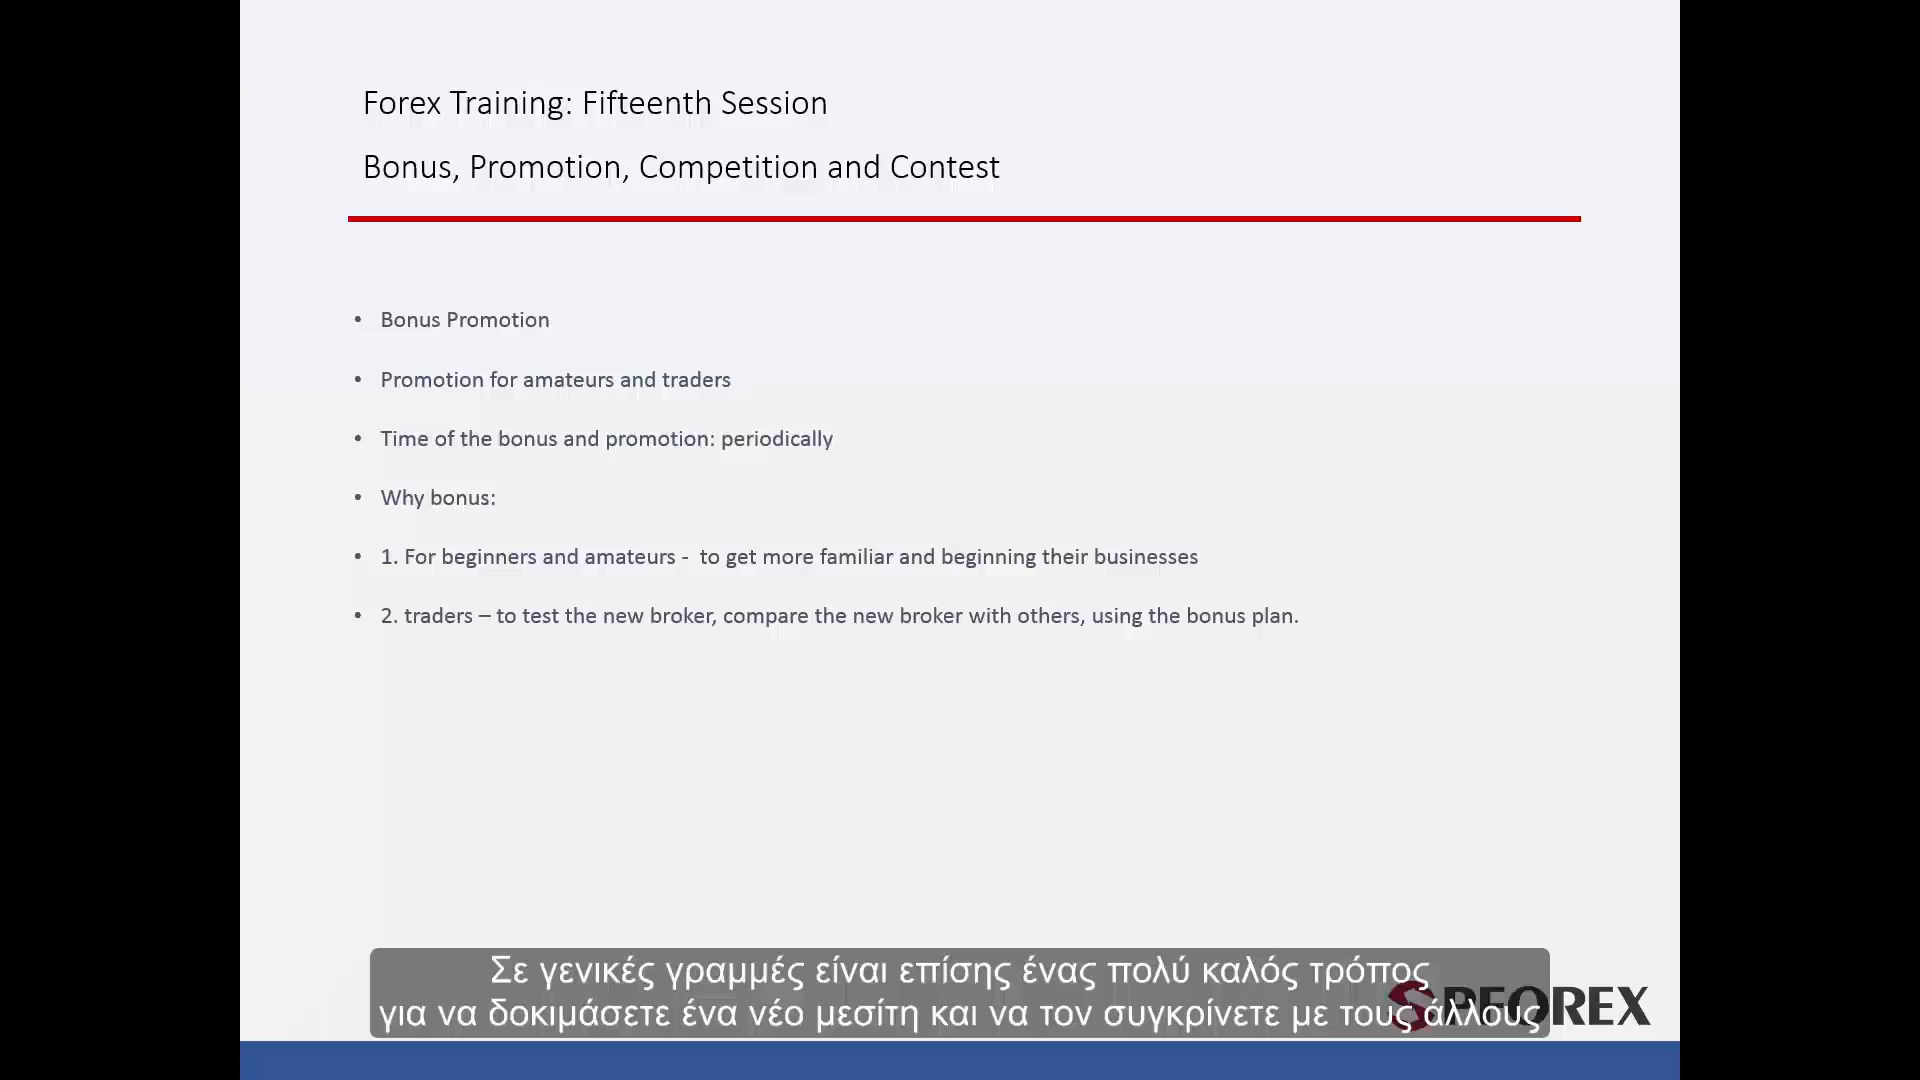 Forex Training: Fifteenth Session
Bonus, Promotion, Competition and Contest
• Bonus Promotion
• Promotion for amateurs and traders
• Time of the bonus and promotion: periodically
• Why bonus:
• 1. For beginners and amateurs -  to get more familiar and beginning their businesses
• 2. traders – to test the new broker, compare the new broker with others, using the bonus plan.
Σε γενικές γραμμές είναι επίσης ένας πολύ καλός τρόπος
για να δοκιμάσετε ένα νέο μεσίτη και να τον συγκρίνετε με τους άλλους
SPFOREX